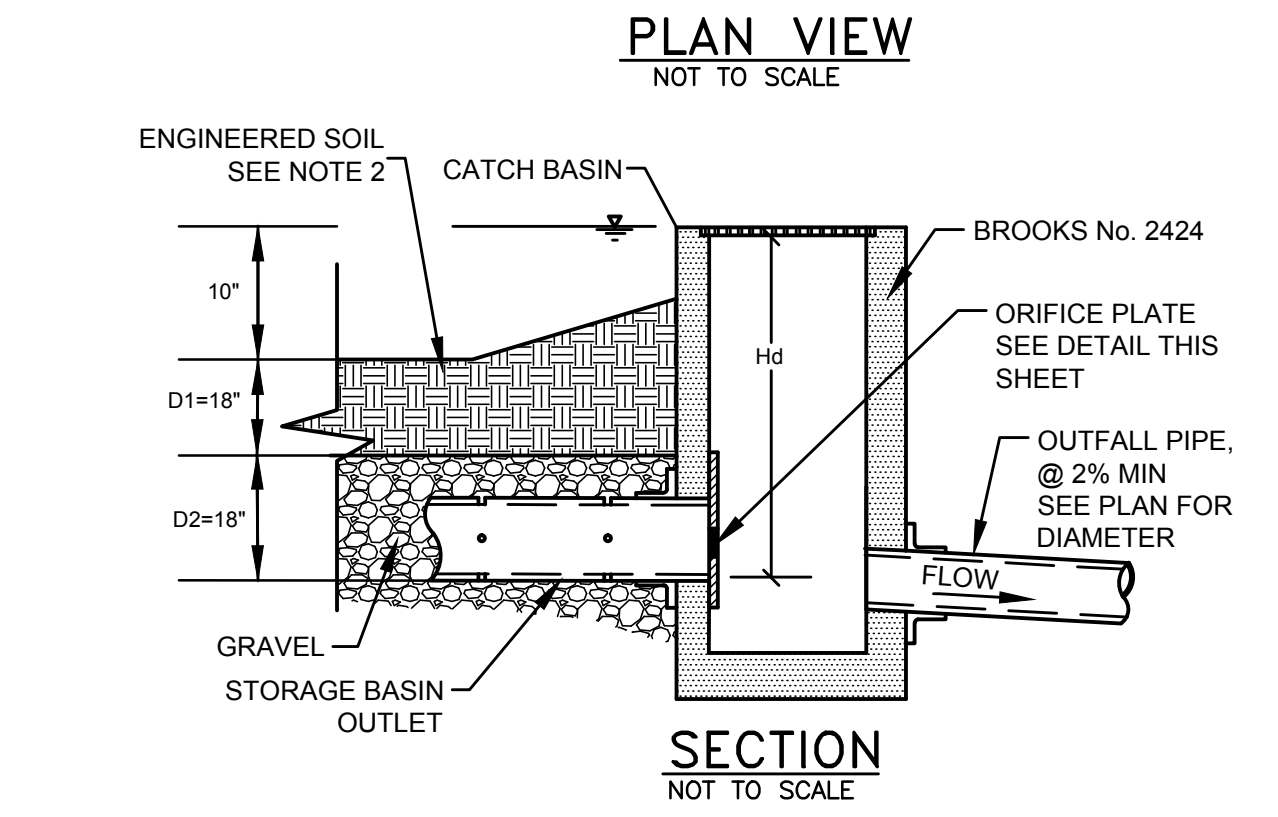 PLAN VIEW
NOT TO SCALE
ENGINEERED SOIL
SEE NOTE 2
CATCH BASIN
BROOKS No. 2424
10"
ORIFICE PLATE
SEE DETAIL THIS
SHEET
Hd
D1=18"
OUTFALL PIPE,
@ 2% MIN
SEE PLAN FOR
DIAMETER
D2=18"
FLOW
GRAVEL
STORAGE BASIN
OUTLET
SECTION
NOT TO SCALE